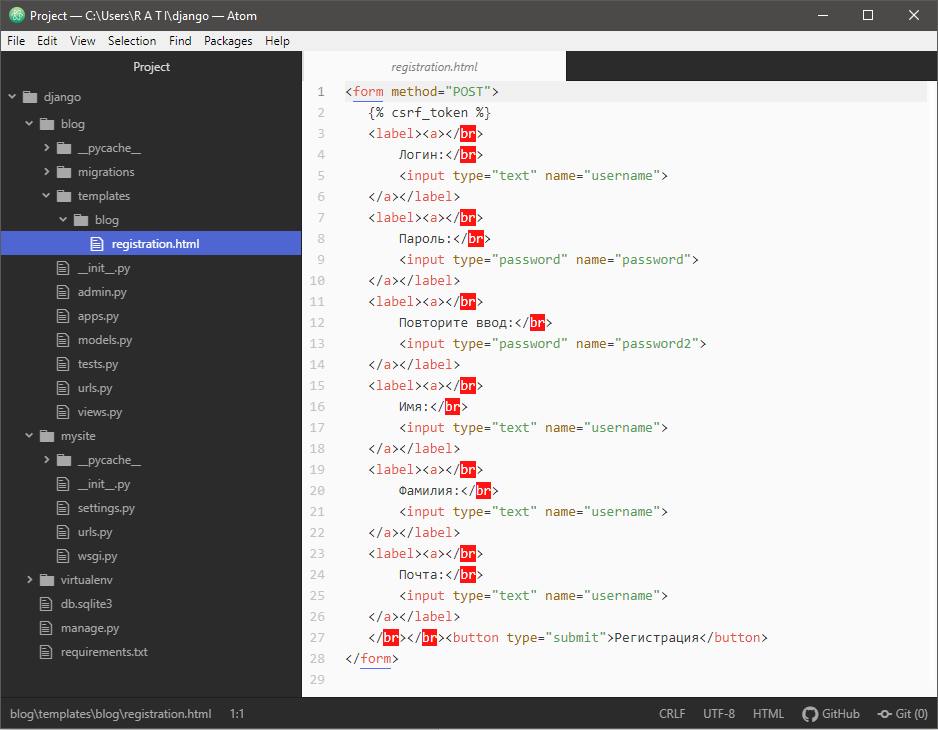 Project — C:\Users\R A T I\django — Atom
File Edit View Selection Find Packages Help
Project
django
blog
__pycache__
migrations
templates
blog
registration.html
__init__.py
admin.py
apps.py
models.py
tests.py
urls.py
views.py
mysite
__pycache__
__init__.py
settings.py
urls.py
wsgi.py
virtualenv
db.sqlite3
manage.py
requirements.txt
registration.html
1 <form method="POST">
2 {% csrf_token %}
3 <label><a></br>
4 Логин:</br>
5 <input type="text" name="username">
6 </a></label>
7 <label><a></br>
8 Пароль:</br>
9 <input type="password" name="password">
10 </a></label>
11 <label><a></br>
12 Повторите ввод:</br>
13 <input type="password" name="password2">
14 </a></label>
15 <label><a></br>
16 Имя:</br>
17 <input type="text" name="username">
18 </a></label>
19 <label><a></br>
20 Фамилия:</br>
21 <input type="text" name="username">
22 </a></label>
23 <label><a></br>
24 Почта:</br>
25 <input type="text" name="username">
26 </a></label>
27 </br></br><button type="submit">Регистрация</button>
28 </form>
29
blog\templates\blog\registration.html 1:1 CRLF UTF-8 HTML GitHub Git (0)